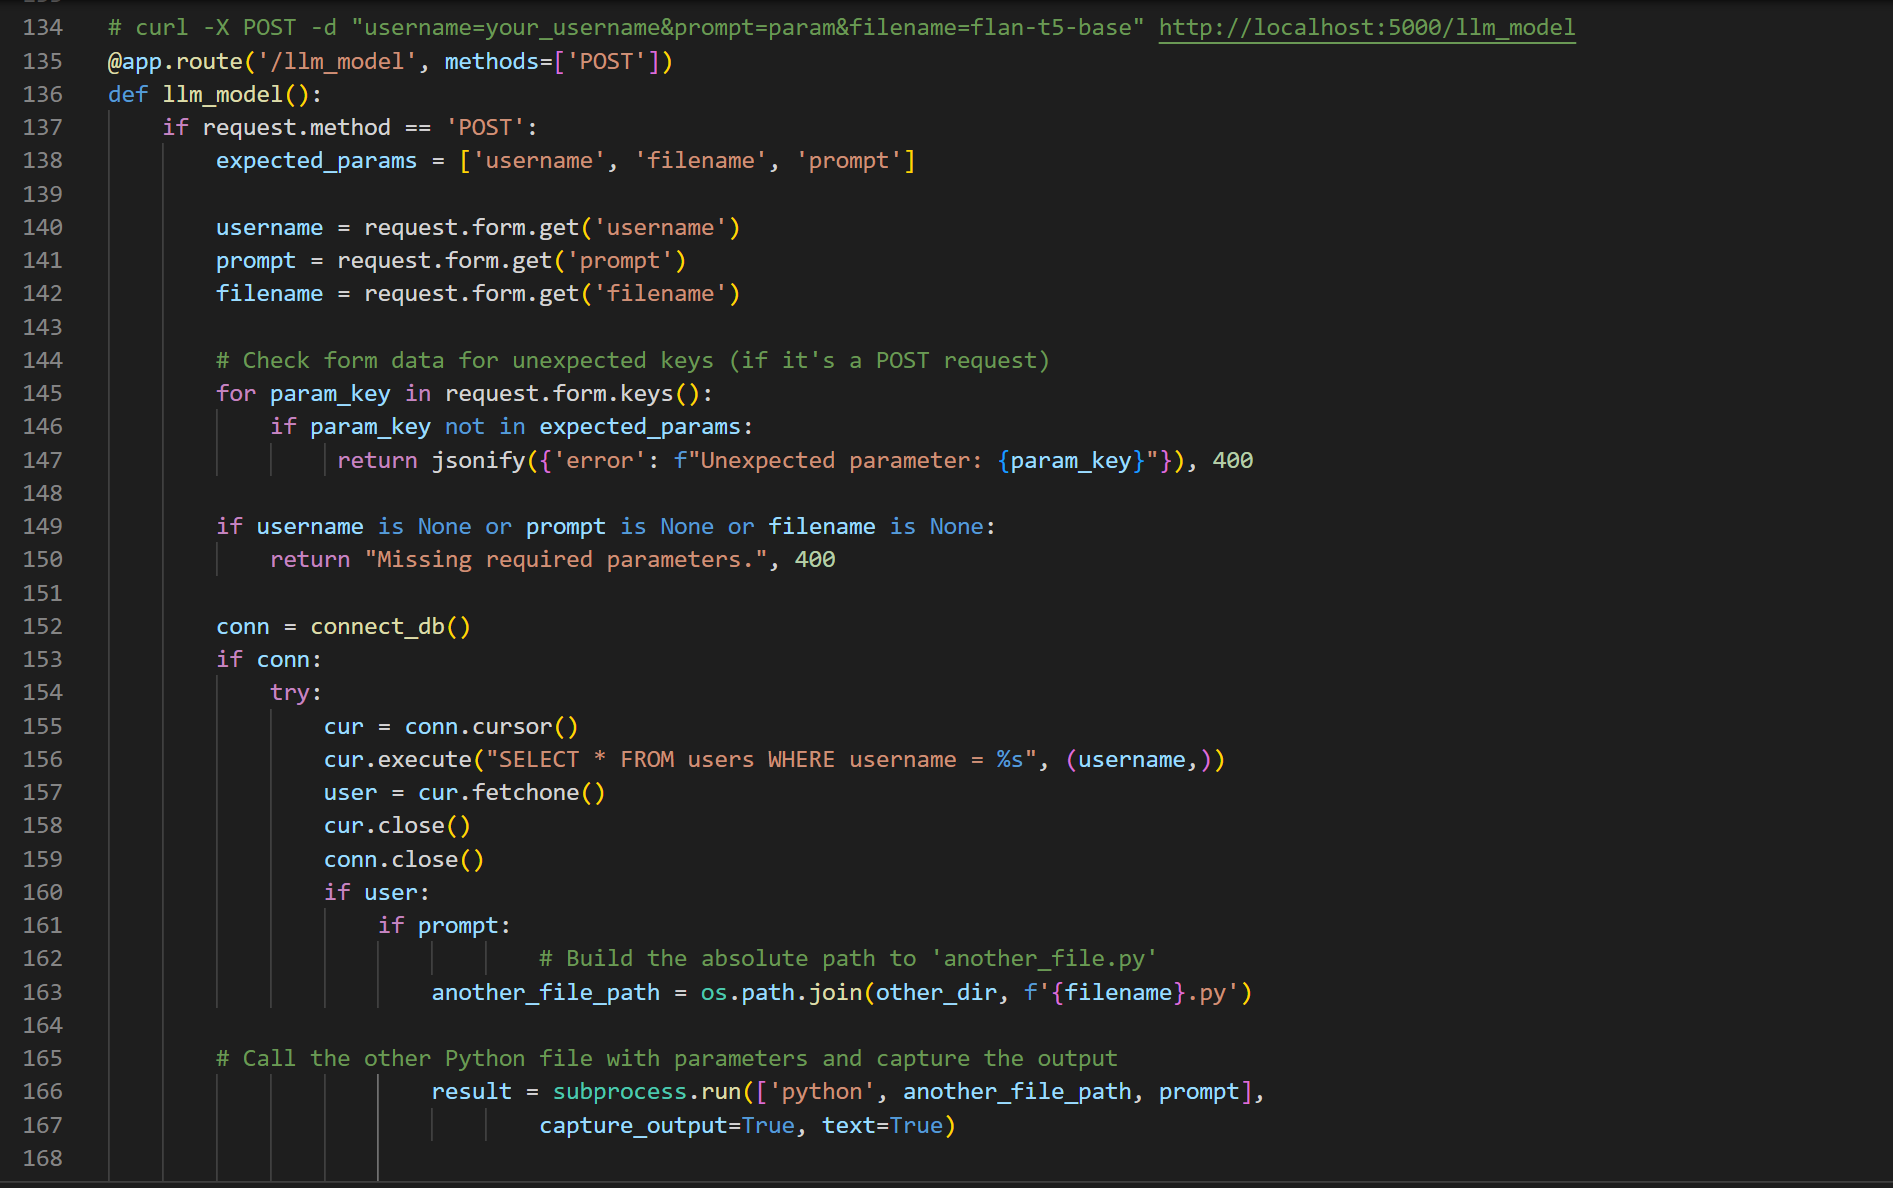 134 # curl -X POST -d "username=your_username&prompt=param&filename=flan-t5-base" http://localhost:5000/llm_model
135 @app.route('/llm_model', methods=['POST'])
136 def llm_model():
137     if request.method == 'POST':
138         expected_params = ['username', 'filename', 'prompt']
139
140         username = request.form.get('username')
141         prompt = request.form.get('prompt')
142         filename = request.form.get('filename')
143
144         # Check form data for unexpected keys (if it's a POST request)
145         for param_key in request.form.keys():
146             if param_key not in expected_params:
147                  return jsonify({'error': f"Unexpected parameter: {param_key}"}), 400
148
149         if username is None or prompt is None or filename is None:
150             return "Missing required parameters.", 400
151
152         conn = connect_db()
153         if conn:
154             try:
155                 cur = conn.cursor()
156                 cur.execute("SELECT * FROM users WHERE username = %s", (username,))
157                 user = cur.fetchone()
158                 cur.close()
159                 conn.close()
160                 if user:
161                     if prompt:
162                                 # Build the absolute path to 'another_file.py'
163                         another_file_path = os.path.join(other_dir, f'{filename}.py')
164
165         # Call the other Python file with parameters and capture the output
166                         result = subprocess.run(['python', another_file_path, prompt],
167                                 capture_output=True, text=True)
168